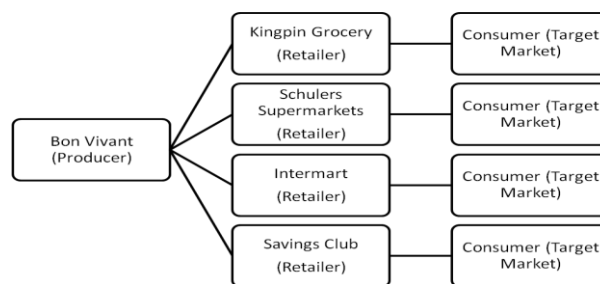 Bon Vivant
(Producer)
Kingpin Grocery
(Retailer)
Consumer (Target
Market)
Schulers
Supermarkets
(Retailer)
Consumer (Target
Market)
Intermart
(Retailer)
Consumer (Target
Market)
Savings Club
(Retailer)
Consumer (Target
Market)